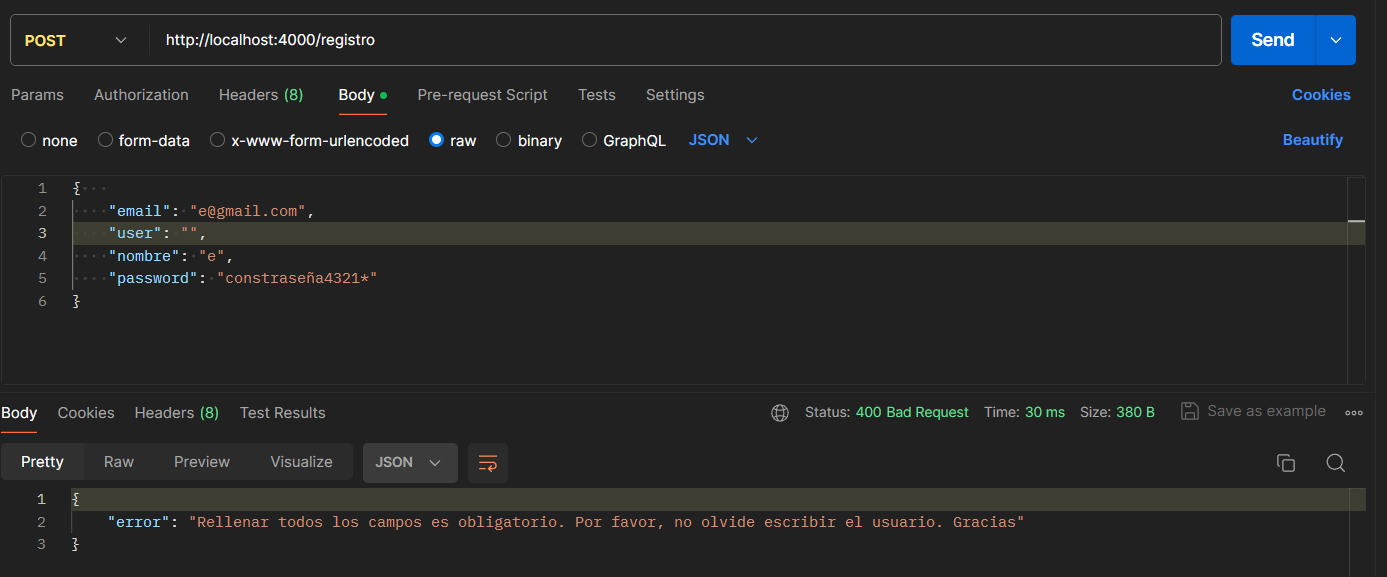 POST http://localhost:4000/registro Send
Params Authorization Headers (8) Body Pre-request Script Tests Settings Cookies
none form-data x-www-form-urlencoded raw binary GraphQL JSON Beautify
1 {
2 "email": "e@gmail.com",
3 "user": "",
4 "nombre": "e",
5 "password": "constraseña4321*"
6 }
Body Cookies Headers (8) Test Results Status: 400 Bad Request Time: 30 ms Size: 380 B Save as example
Pretty Raw Preview Visualize JSON
1 {
2 "error": "Rellenar todos los campos es obligatorio. Por favor, no olvide escribir el usuario. Gracias"
3 }